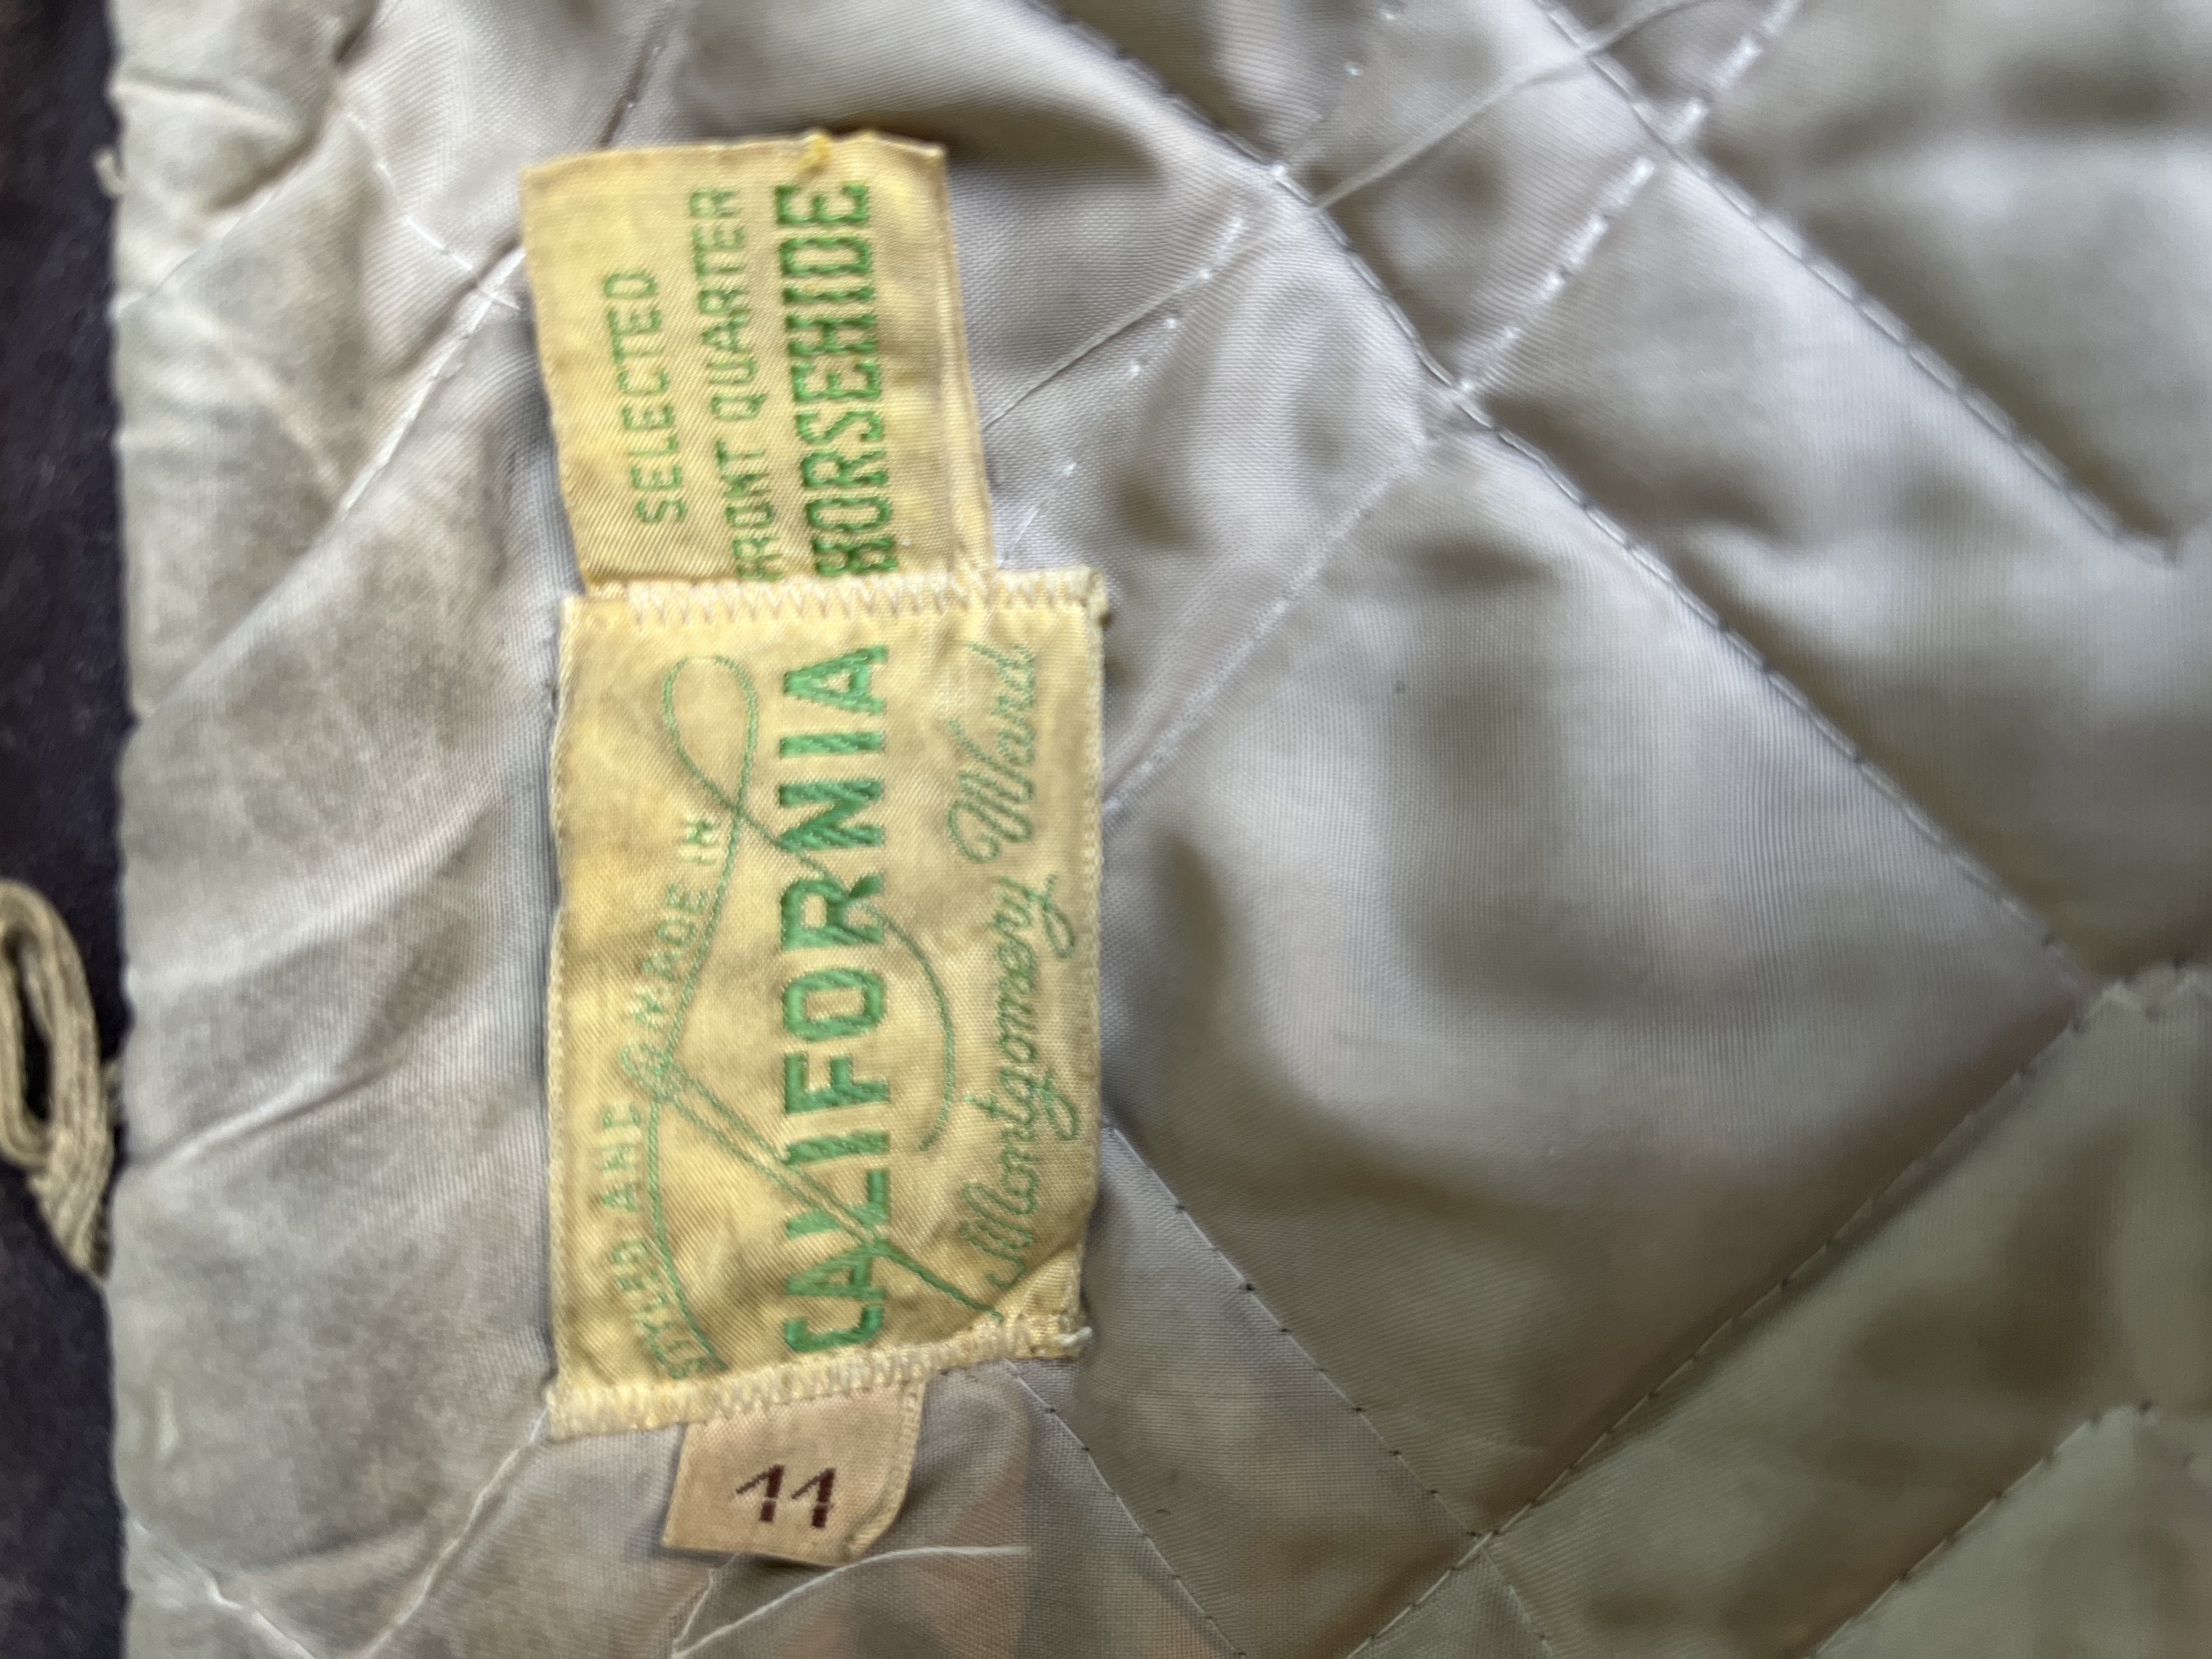 SELECTED
FRONT QUARTER
HORSEHIDE
STYLED AND MADE IN
CALIFORNIA
Montgomery Ward
11